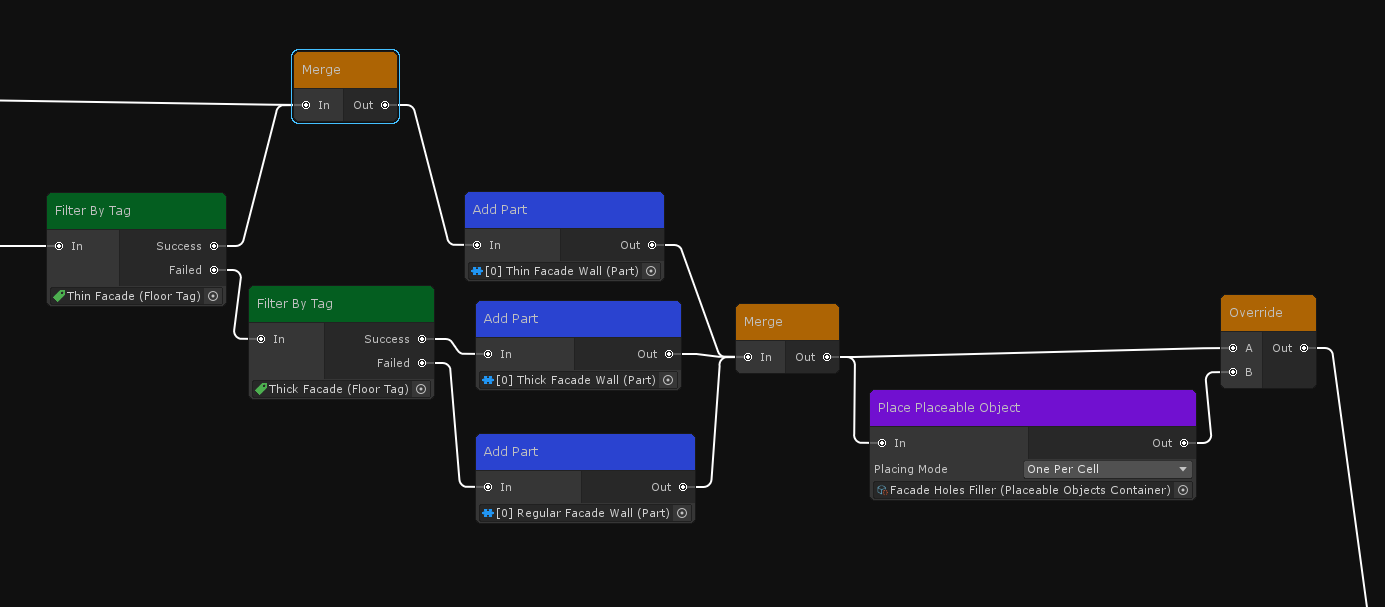 Merge
In Out
Filter By Tag
In Success
Failed
Thin Facade (Floor Tag)
Filter By Tag
In Success
Failed
Thick Facade (Floor Tag)
Add Part
In Out
[0] Thin Facade Wall (Part)
Add Part
In Out
[0] Thick Facade Wall (Part)
Add Part
In Out
[0] Regular Facade Wall (Part)
Merge
In Out
Place Placeable Object
In Out
Placing Mode One Per Cell
Facade Holes Filler (Placeable Objects Container)
Override
A Out
B